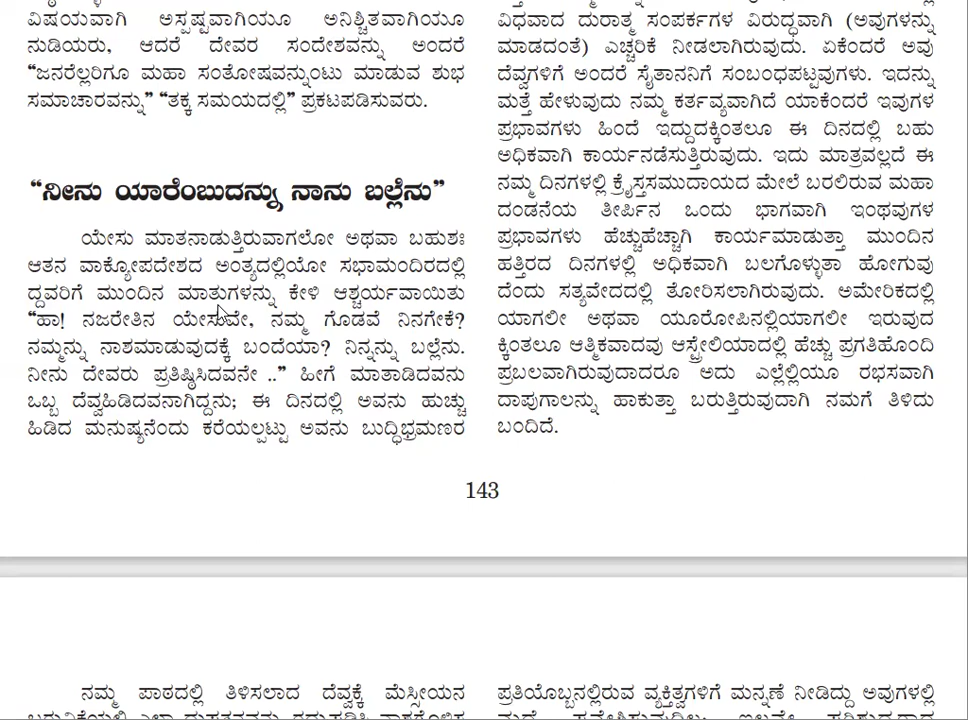 ವಿಷಯವಾಗಿ ಅಸ್ಪಷ್ಟವಾಗಿಯೂ ಅನಿಶ್ಚಿತವಾಗಿಯೂ
ನುಡಿಯರು, ಆದರೆ ದೇವರ ಸಂದೇಶವನ್ನು ಅಂದರೆ
“ಜನರೆಲ್ಲರಿಗೂ ಮಹಾ ಸಂತೋಷವನ್ನುಂಟು ಮಾಡುವ ಶುಭ
ಸಮಾಚಾರವನ್ನು” “ತಕ್ಕ ಸಮಯದಲ್ಲಿ” ಪ್ರಕಟಪಡಿಸುವರು.
“ನೀನು ಯಾರೆಂಬುದನ್ನು ನಾನು ಬಲ್ಲೆನು”
ಯೇಸು ಮಾತನಾಡುತ್ತಿರುವಾಗಲೋ ಅಥವಾ ಬಹುಶಃ
ಆತನ ವಾಕ್ಯೋಪದೇಶದ ಅಂತ್ಯದಲ್ಲಿಯೋ ಸಭಾಮಂದಿರದಲ್ಲಿ
ದ್ದವರಿಗೆ ಮುಂದಿನ ಮಾತುಗಳನ್ನು ಕೇಳಿ ಆಶ್ಚರ್ಯವಾಯಿತು
“ಹಾ! ನಜರೇತಿನ ಯೇಸುವೇ, ನಮ್ಮ ಗೊಡವೆ ನಿನಗೇಕೆ?
ನಮ್ಮನ್ನು ನಾಶಮಾಡುವುದಕ್ಕೆ ಬಂದೆಯಾ? ನಿನ್ನನ್ನು ಬಲ್ಲೆನು.
ನೀನು ದೇವರು ಪ್ರತಿಷ್ಠಿಸಿದವನೇ ..” ಹೀಗೆ ಮಾತಾಡಿದವನು
ಒಬ್ಬ ದೆವ್ವಹಿಡಿದವನಾಗಿದ್ದನು; ಈ ದಿನದಲ್ಲಿ ಅವನು ಹುಚ್ಚು
ಹಿಡಿದ ಮನುಷ್ಯನೆಂದು ಕರೆಯಲ್ಪಟ್ಟು ಅವನು ಬುದ್ಧಿಭ್ರಮಣರ
ವಿಧವಾದ ದುರಾತ್ಮ ಸಂಪರ್ಕಗಳ ವಿರುದ್ಧವಾಗಿ (ಅವುಗಳನ್ನು
ಮಾಡದಂತೆ) ಎಚ್ಚರಿಕೆ ನೀಡಲಾಗಿರುವುದು. ಏಕೆಂದರೆ ಅವು
ದೆವ್ವಗಳಿಗೆ ಅಂದರೆ ಸೈತಾನನಿಗೆ ಸಂಬಂಧಪಟ್ಟವುಗಳು. ಇದನ್ನು
ಮತ್ತೆ ಹೇಳುವುದು ನಮ್ಮ ಕರ್ತವ್ಯವಾಗಿದೆ ಯಾಕೆಂದರೆ ಇವುಗಳ
ಪ್ರಭಾವಗಳು ಹಿಂದೆ ಇದ್ದುದಕ್ಕಿಂತಲೂ ಈ ದಿನದಲ್ಲಿ ಬಹು
ಅಧಿಕವಾಗಿ ಕಾರ್ಯನಡೆಸುತ್ತಿರುವುದು. ಇದು ಮಾತ್ರವಲ್ಲದೆ ಈ
ನಮ್ಮ ದಿನಗಳಲ್ಲಿ ಕ್ರೈಸ್ತಸಮುದಾಯದ ಮೇಲೆ ಬರಲಿರುವ ಮಹಾ
ದಂಡನೆಯ ತೀರ್ಪಿನ ಒಂದು ಭಾಗವಾಗಿ ಇಂಥವುಗಳ
ಪ್ರಭಾವಗಳು ಹೆಚ್ಚುಹೆಚ್ಚಾಗಿ ಕಾರ್ಯಮಾಡುತ್ತಾ ಮುಂದಿನ
ಹತ್ತಿರದ ದಿನಗಳಲ್ಲಿ ಅಧಿಕವಾಗಿ ಬಲಗೊಳ್ಳುತಾ ಹೋಗುವು
ದೆಂದು ಸತ್ಯವೇದದಲ್ಲಿ ತೋರಿಸಲಾಗಿರುವುದು. ಅಮೇರಿಕದಲ್ಲಿ
ಯಾಗಲೀ ಅಥವಾ ಯೂರೋಪಿನಲ್ಲಿಯಾಗಲೀ ಇರುವುದ
ಕ್ಕಿಂತಲೂ ಆತ್ಮಿಕವಾದವು ಆಸ್ಟ್ರೇಲಿಯಾದಲ್ಲಿ ಹೆಚ್ಚು ಪ್ರಗತಿಹೊಂದಿ
ಪ್ರಬಲವಾಗಿರುವುದಾದರೂ ಅದು ಎಲ್ಲೆಲ್ಲಿಯೂ ರಭಸವಾಗಿ
ದಾಪುಗಾಲನ್ನು ಹಾಕುತ್ತಾ ಬರುತ್ತಿರುವುದಾಗಿ ನಮಗೆ ತಿಳಿದು
ಬಂದಿದೆ.
143
ನಮ್ಮ ಪಾಠದಲ್ಲಿ ತಿಳಿಸಲಾದ ದೆವ್ವಕ್ಕೆ ಮೆಸ್ಸೀಯನ
ಪ್ರತಿಯೊಬ್ಬನಲ್ಲಿರುವ ವ್ಯಕ್ತಿತ್ವಗಳಿಗೆ ಮನ್ನಣೆ ನೀಡಿದ್ದು ಅವುಗಳಲ್ಲಿ